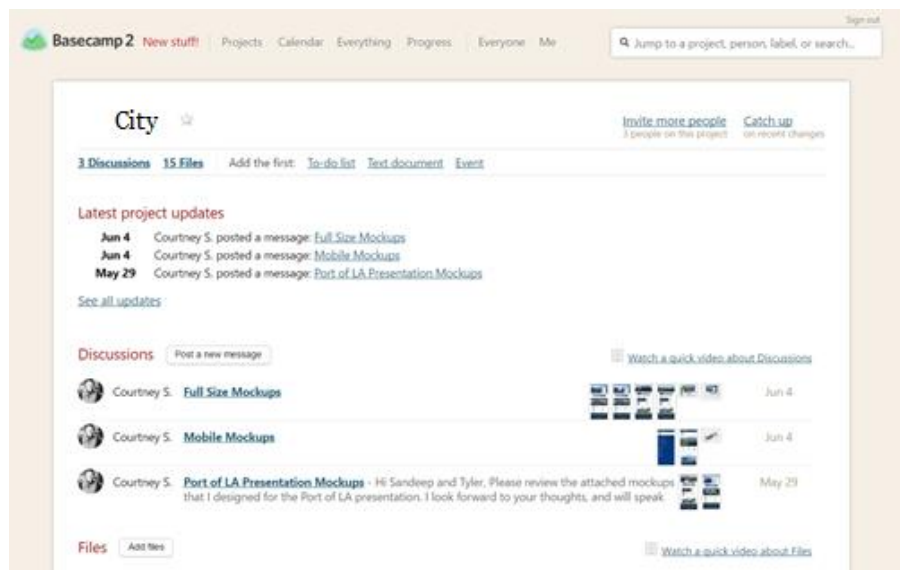 Sign out
Basecamp 2 New stuff! Projects Calendar Everything Progress Everyone Me Jump to a project, person, label, or search...
City
Invite more people Catch up
3 people on this project on recent changes
3 Discussions 15 Files Add the first: To-do list Text document Event
Latest project updates
Jun 4 Courtney S. posted a message: Full Size Mockups
Jun 4 Courtney S. posted a message: Mobile Mockups
May 29 Courtney S. posted a message: Port of LA Presentation Mockups
See all updates
Discussions Post a new message Watch a quick video about Discussions
Courtney S. Full Size Mockups Jun 4
Courtney S. Mobile Mockups Jun 4
Courtney S. Port of LA Presentation Mockups - Hi Sandeep and Tyler, Please review the attached mockups May 29
that I designed for the Port of LA presentation. I look forward to your thoughts, and will speak
Files Add files Watch a quick video about Files